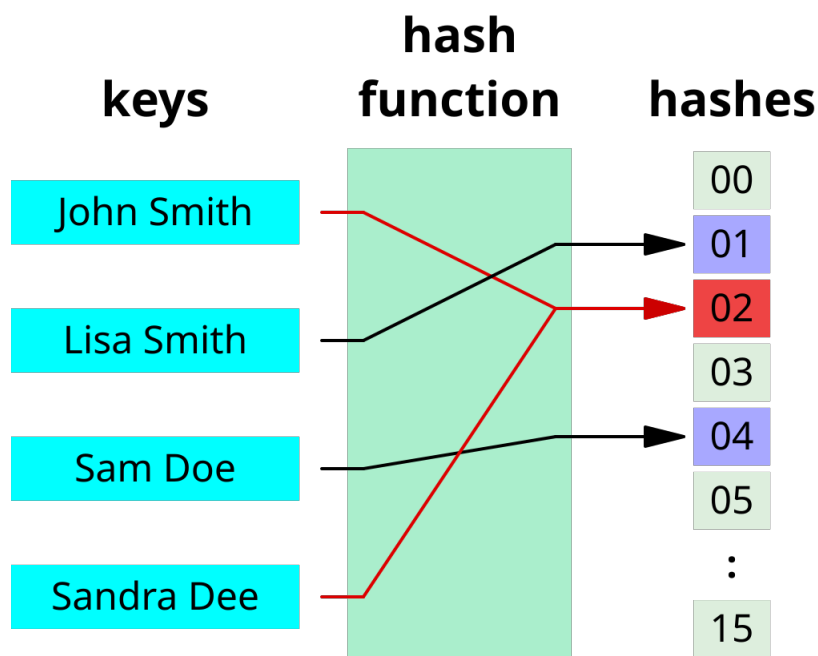 keys
hash
function
hashes
John Smith
Lisa Smith
Sam Doe
Sandra Dee
00
01
02
03
04
05
:
15